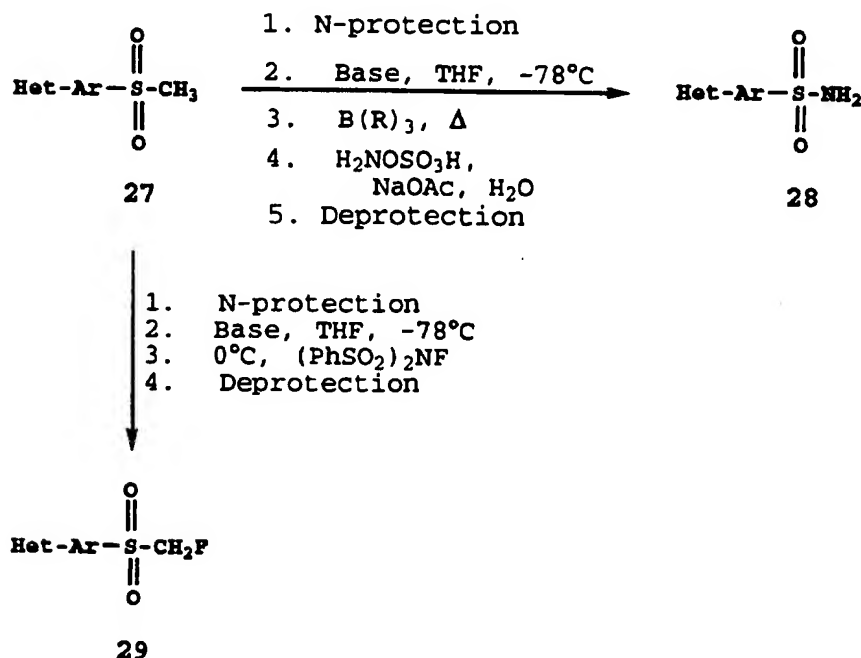 1. N-protection
2. Base, THF, -78°C
3. B(R)3, Δ
4. H2NOSO3H,
NaOAc, H2O
5. Deprotection
O
Het-Ar-S-CH3
O
27
O
Het-Ar-S-NH2
O
28
1. N-protection
2. Base, THF, -78°C
3. 0°C, (PhSO2)2NF
4. Deprotection
O
Het-Ar-S-CH2F
O
29